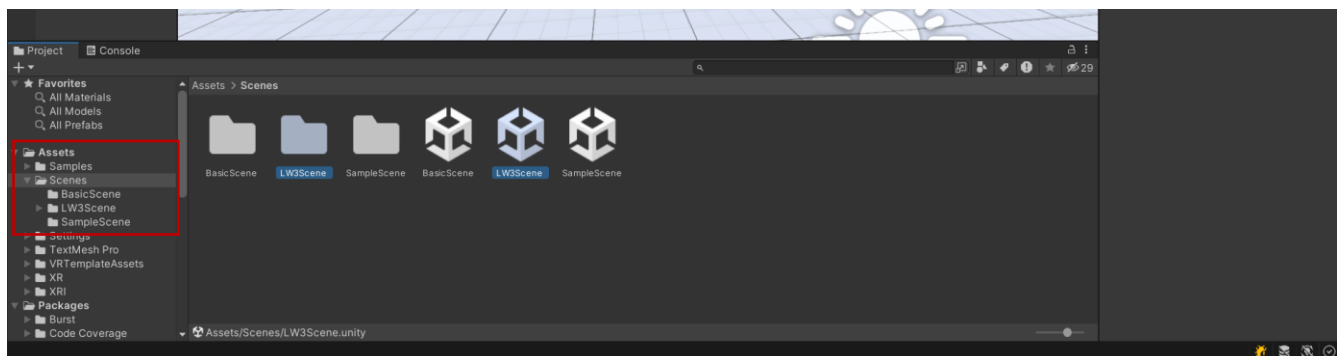 Project Console
29
Favorites
All Materials
All Models
All Prefabs
Assets
Samples
Scenes
BasicScene
LW3Scene
SampleScene
Settings
TextMesh Pro
VRTemplateAssets
XR
XRI
Packages
Burst
Code Coverage
Assets > Scenes
BasicScene LW3Scene SampleScene BasicScene LW3Scene SampleScene
Assets/Scenes/LW3Scene.unity